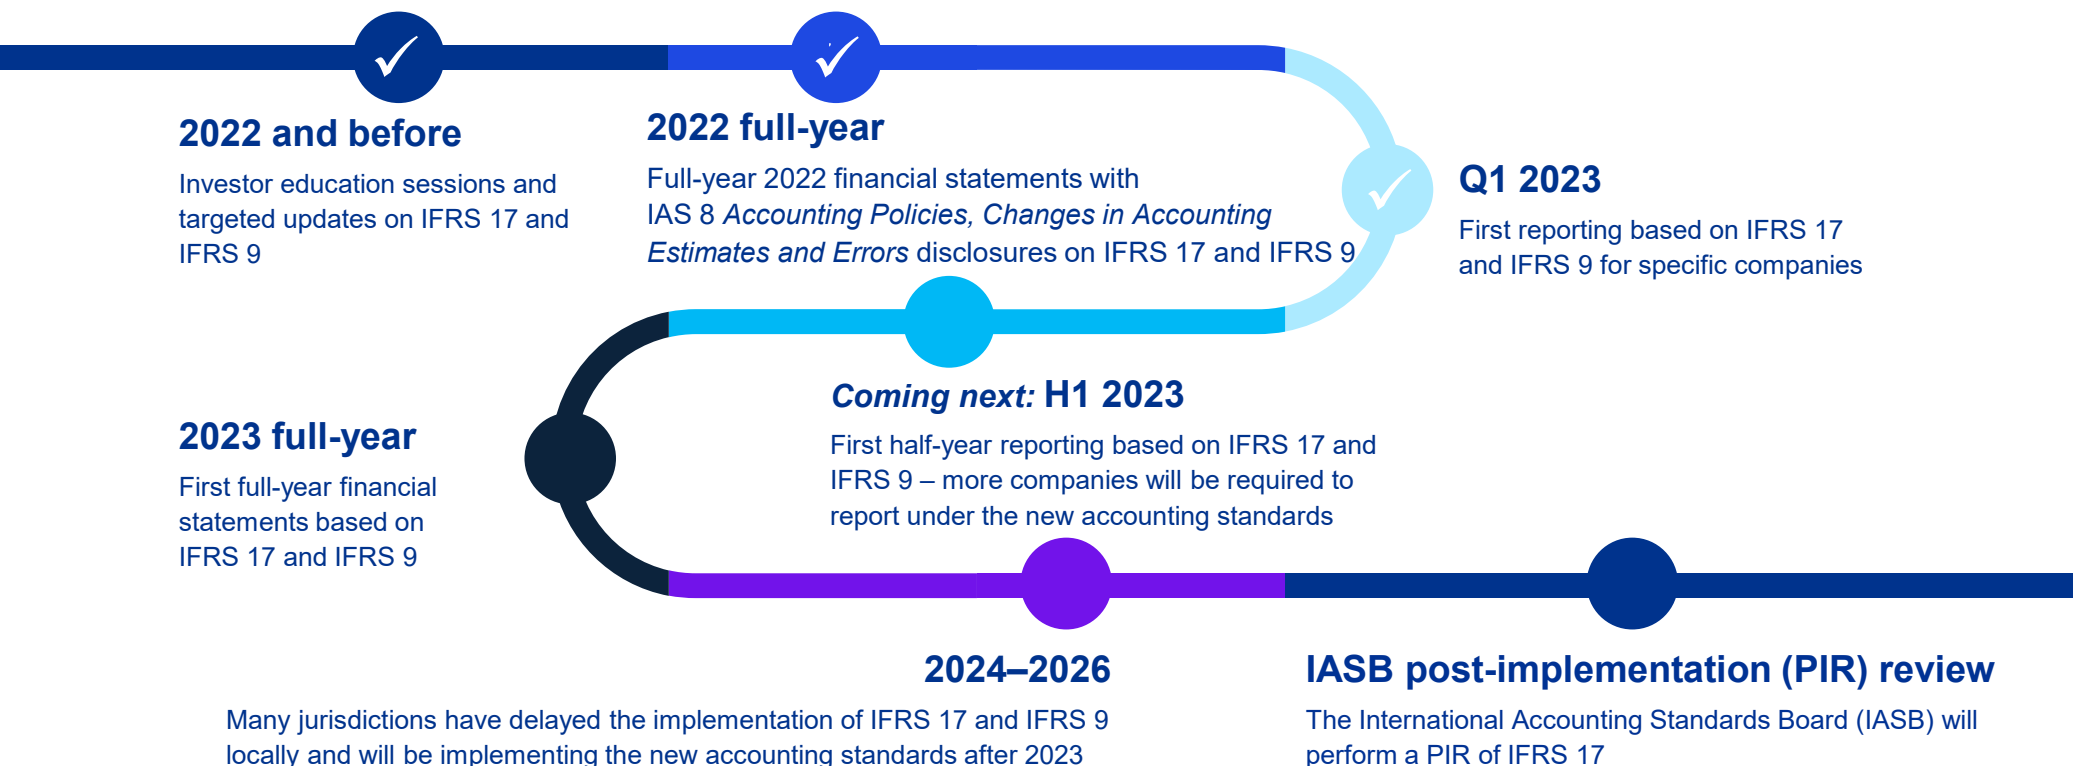 2022 and before
Investor education sessions and
targeted updates on IFRS 17 and
IFRS 9
2022 full-year
Full-year 2022 financial statements with
IAS 8 Accounting Policies, Changes in Accounting
Estimates and Errors disclosures on IFRS 17 and IFRS 9
Q1 2023
First reporting based on IFRS 17
and IFRS 9 for specific companies
Coming next: H1 2023
First half-year reporting based on IFRS 17 and
IFRS 9 – more companies will be required to
report under the new accounting standards
2023 full-year
First full-year financial
statements based on
IFRS 17 and IFRS 9
2024–2026
Many jurisdictions have delayed the implementation of IFRS 17 and IFRS 9
locally and will be implementing the new accounting standards after 2023
IASB post-implementation (PIR) review
The International Accounting Standards Board (IASB) will
perform a PIR of IFRS 17